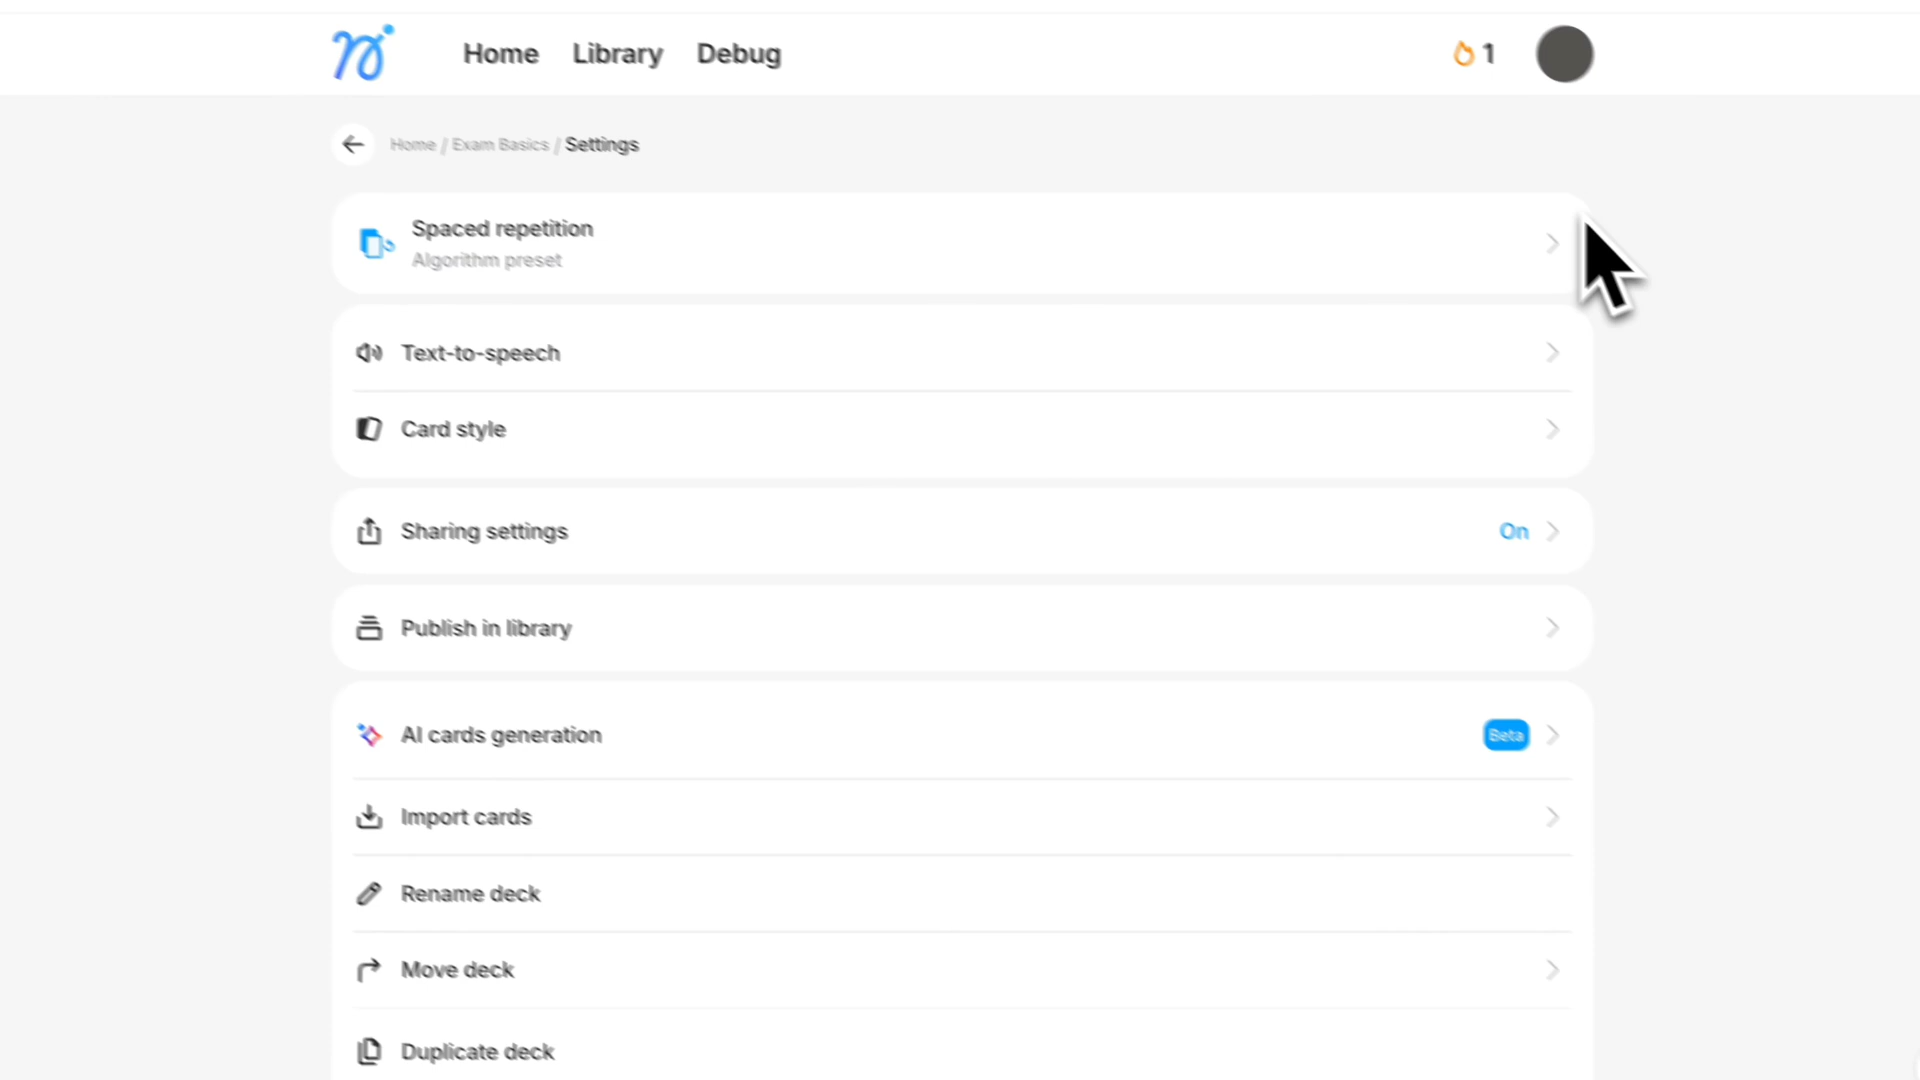 Home Library Debug 1
Home / Exam Basics / Settings
Spaced repetition
Algorithm preset
Text-to-speech
Card style
Sharing settings On
Publish in library
AI cards generation Beta
Import cards
Rename deck
Move deck
Duplicate deck